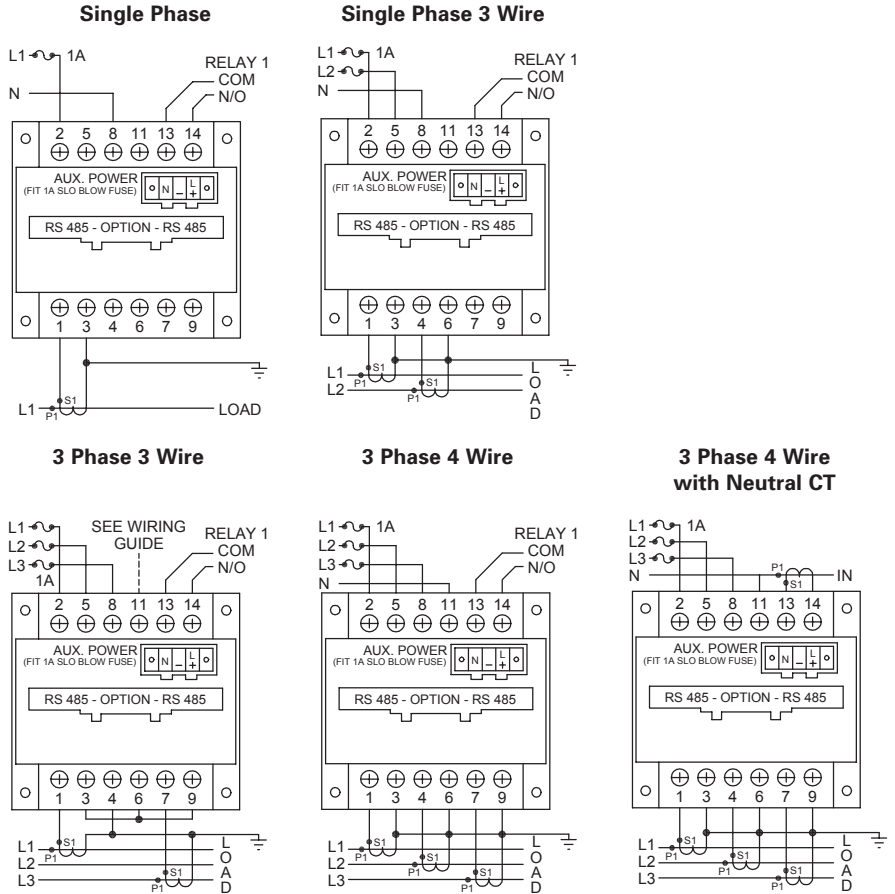 Single Phase
L1 1A
N
RELAY 1
COM
N/O
2 5 8 11 13 14
AUX. POWER
(FIT 1A SLO BLOW FUSE)
N - L +
RS 485 - OPTION - RS 485
1 3 4 6 7 9
S1
L1 P1 LOAD
Single Phase 3 Wire
L1 1A
L2
N
RELAY 1
COM
N/O
2 5 8 11 13 14
AUX. POWER
(FIT 1A SLO BLOW FUSE)
N - L +
RS 485 - OPTION - RS 485
1 3 4 6 7 9
L1 P1 S1
L2 P1 S1
LOAD
3 Phase 3 Wire
L1
L2
L3
1A
SEE WIRING
GUIDE
RELAY 1
COM
N/O
2 5 8 11 13 14
AUX. POWER
(FIT 1A SLO BLOW FUSE)
N - L +
RS 485 - OPTION - RS 485
1 3 4 6 7 9
L1 P1 S1
L2
L3 P1 S1
LOAD
3 Phase 4 Wire
L1 1A
L2
L3
N
RELAY 1
COM
N/O
2 5 8 11 13 14
AUX. POWER
(FIT 1A SLO BLOW FUSE)
N - L +
RS 485 - OPTION - RS 485
1 3 4 6 7 9
L1 P1 S1
L2 P1 S1
L3 P1 S1
LOAD
3 Phase 4 Wire
with Neutral CT
L1 1A
L2
L3
N P1 S1 IN
2 5 8 11 13 14
AUX. POWER
(FIT 1A SLO BLOW FUSE)
N - L +
RS 485 - OPTION - RS 485
1 3 4 6 7 9
L1 P1 S1
L2 P1 S1
L3 P1 S1
LOAD